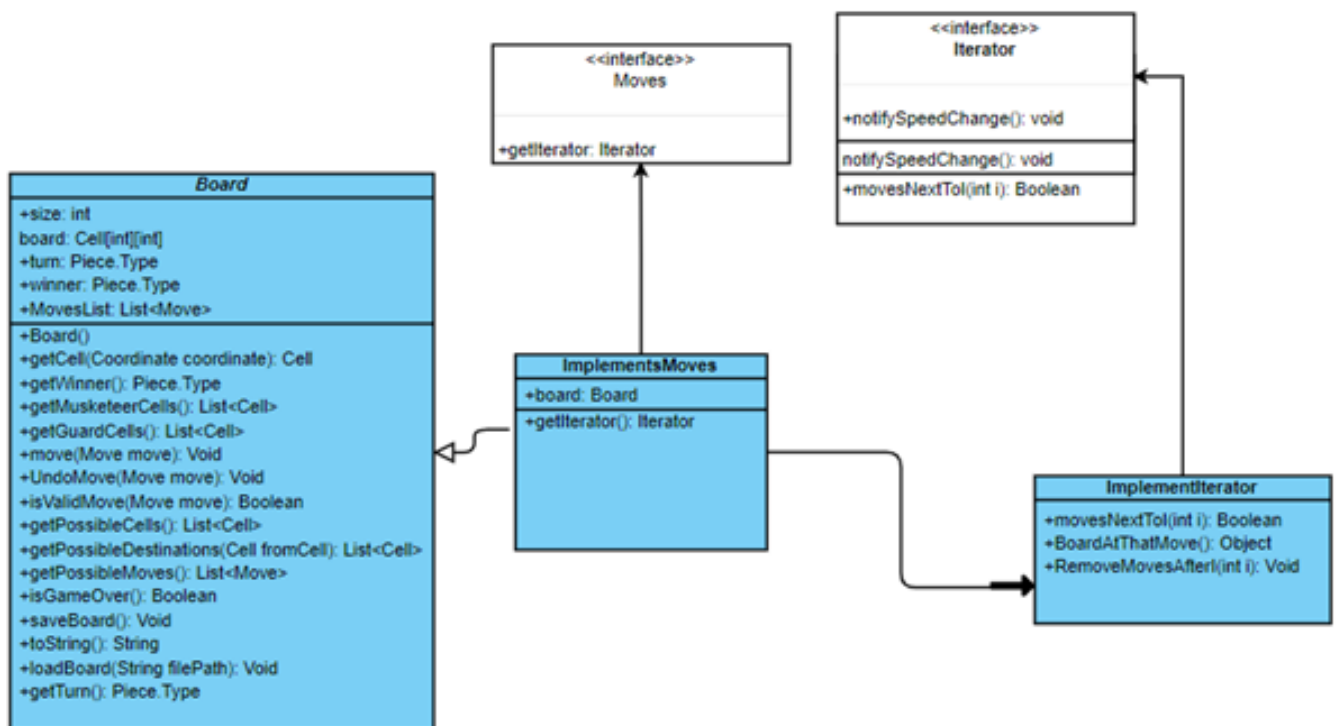 <<interface>>
Moves
+getIterator: Iterator
<<interface>>
Iterator
+notifySpeedChange(): void
notifySpeedChange(): void
+movesNextToI(int i): Boolean
Board
+size: int
board: Cell[int][int]
+turn: Piece.Type
+winner: Piece.Type
+MovesList: List<Move>
+Board()
+getCell(Coordinate coordinate): Cell
+getWinner(): Piece.Type
+getMusketeerCells(): List<Cell>
+getGuardCells(): List<Cell>
+move(Move move): Void
+UndoMove(Move move): Void
+isValidMove(Move move): Boolean
+getPossibleCells(): List<Cell>
+getPossibleDestinations(Cell fromCell): List<Cell>
+getPossibleMoves(): List<Move>
+isGameOver(): Boolean
+saveBoard(): Void
+toString(): String
+loadBoard(String filePath): Void
+getTurn(): Piece.Type
ImplementsMoves
+board: Board
+getIterator(): Iterator
ImplementIterator
+movesNextToI(int i): Boolean
+BoardAtThatMove(): Object
+RemoveMovesAfterI(int i): Void